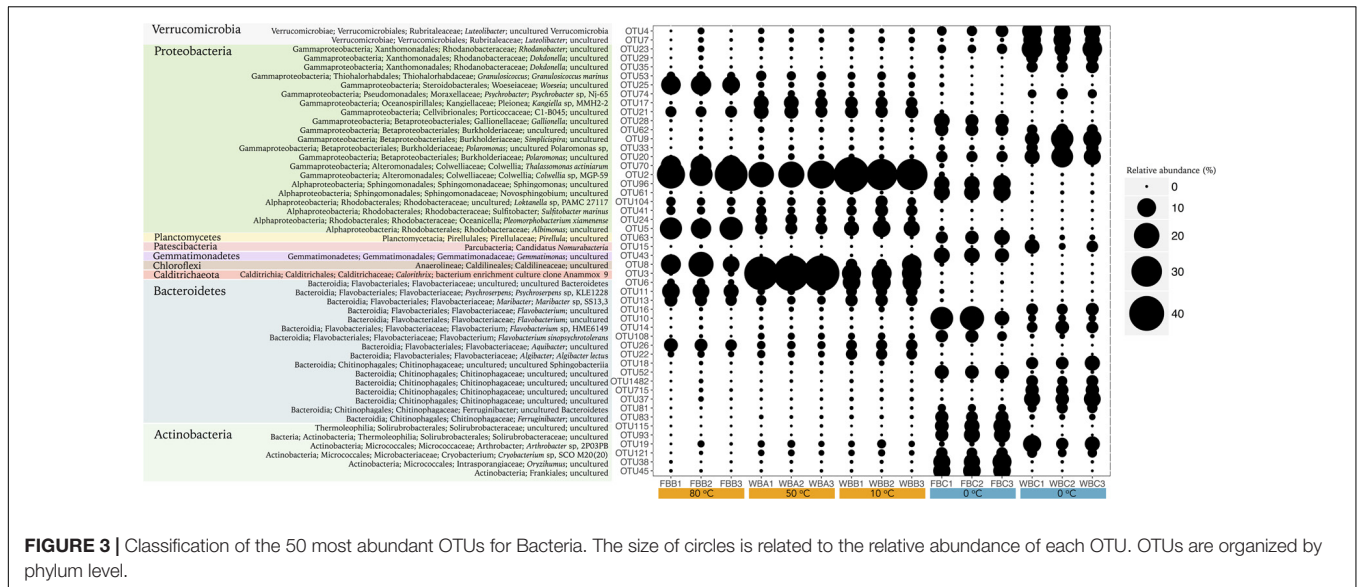 Verrucomicrobia
Verrucomicrobiae; Verrucomicrobiales; Rubritaleaceae; Luteolibacter; uncultured Verrucomicrobia
Verrucomicrobiae; Verrucomicrobiales; Rubritaleaceae; uncultured
Proteobacteria
Gammaproteobacteria; Xanthomonadales; Rhodanobacteraceae; Rhodanobacter; uncultured
Gammaproteobacteria; Xanthomonadales; Rhodanobacteraceae; Dokdonella; uncultured
Gammaproteobacteria; Xanthomonadales; Rhodanobacteraceae; Dokdonella; uncultured
Gammaproteobacteria; Thiohalorhabdales; Thiohalorhabdaceae; Granulosicoccus; Granulosicoccus marinus
Gammaproteobacteria; Steroidobacterales; Woeseiaceae; Woeseia; uncultured
Gammaproteobacteria; Pseudomonadales; Moraxellaceae; Psychrobacter; Psychrobacter sp, Nj-65
Gammaproteobacteria; Oceanospirillales; Kangiellaceae; Pleionea; Kangiella sp, MMH2-2
Gammaproteobacteria; Cellvibrionales; Porticoccaceae; C1-B045; uncultured
Gammaproteobacteria; Betaproteobacteriales; Gallionellaceae; Gallionella; uncultured
Gammaproteobacteria; Betaproteobacteriales; Burkholderiaceae; uncultured; uncultured
Gammaproteobacteria; Betaproteobacteriales; Burkholderiaceae; Simplicispira; uncultured
Gammaproteobacteria; Betaproteobacteriales; Burkholderiaceae; Polaromonas; uncultured Polaromonas sp,
Gammaproteobacteria; Betaproteobacteriales; Burkholderiaceae; Polaromonas; uncultured
Gammaproteobacteria; Alteromonadales; Colwelliaceae; Colwellia; Thalassomonas actiniarum
Gammaproteobacteria; Alteromonadales; Colwelliaceae; Colwellia; Colwellia sp, MGP-59
Alphaproteobacteria; Sphingomonadales; Sphingomonadaceae; Sphingomonas; uncultured
Alphaproteobacteria; Sphingomonadales; Sphingomonadaceae; Novosphingobium; uncultured
Alphaproteobacteria; Rhodobacterales; Rhodobacteraceae; uncultured; Loktanella sp, PAMC 27117
Alphaproteobacteria; Rhodobacterales; Rhodobacteraceae; Sulfitobacter; Sulfitobacter marinus
Alphaproteobacteria; Rhodobacterales; Rhodobacteraceae; Oceanicella; Pleomorphobacterium xiamenense
Alphaproteobacteria; Rhodobacterales; Rhodobacteraceae; Albimonas; uncultured
Planctomycetes
Planctomycetacia; Pirellulales; Pirellulaceae; Pirellula; uncultured
Patescibacteria
Parcubacteria; Candidatus Nomurabacteria
Gemmatimonadetes
Gemmatimonadetes; Gemmatimonadales; Gemmatimonadaceae; Gemmatimonas; uncultured
Chloroflexi
Anaerolineae; Caldilineales; Caldilineaceae; uncultured
Calditrichaeota
Calditrichia; Calditrichales; Calditrichaceae; Calorithrix; bacterium enrichment culture clone Anammox 9
Bacteroidetes
Bacteroidia; Flavobacteriales; Flavobacteriaceae; uncultured; uncultured Bacteroidetes
Bacteroidia; Flavobacteriales; Flavobacteriaceae; Psychroserpens; Psychroserpens sp, KLE1228
Bacteroidia; Flavobacteriales; Flavobacteriaceae; Maribacter; Maribacter sp, SS13,3
Bacteroidia; Flavobacteriales; Flavobacteriaceae; Flavobacterium; uncultured
Bacteroidia; Flavobacteriales; Flavobacteriaceae; Flavobacterium; uncultured
Bacteroidia; Flavobacteriales; Flavobacteriaceae; Flavobacterium; Flavobacterium sp, HME6149
Bacteroidia; Flavobacteriales; Flavobacteriaceae; Flavobacterium; Flavobacterium sinopsychrotolerans
Bacteroidia; Flavobacteriales; Flavobacteriaceae; Aquibacter; uncultured
Bacteroidia; Flavobacteriales; Flavobacteriaceae; Algibacter; Algibacter lectus
Bacteroidia; Chitinophagales; Chitinophagaceae; uncultured; uncultured Sphingobacteriia
Bacteroidia; Chitinophagales; Chitinophagaceae; uncultured; uncultured
Bacteroidia; Chitinophagales; Chitinophagaceae; uncultured; uncultured
Bacteroidia; Chitinophagales; Chitinophagaceae; uncultured; uncultured
Bacteroidia; Chitinophagales; Chitinophagaceae; uncultured; uncultured
Bacteroidia; Chitinophagales; Chitinophagaceae; Ferruginibacter; uncultured Bacteroidetes
Bacteroidia; Chitinophagales; Chitinophagaceae; Ferruginibacter; uncultured
Actinobacteria
Thermoleophilia; Solirubrobacterales; Solirubrobacteraceae; uncultured; uncultured
Bacteria; Actinobacteria; Thermoleophilia; Solirubrobacterales; Solirubrobacteraceae; uncultured
Actinobacteria; Micrococcales; Micrococcaceae; Arthrobacter; Arthrobacter sp, 2P03PB
Actinobacteria; Micrococcales; Microbacteriaceae; Cryobacterium; Cryobacterium sp, SCO M20(20)
Actinobacteria; Micrococcales; Intrasporangiaceae; Oryzihumus; uncultured
Actinobacteria; Frankiales; uncultured
OTU4
OTU7
OTU23
OTU29
OTU35
OTU53
OTU25
OTU74
OTU17
OTU21
OTU28
OTU62
OTU9
OTU33
OTU20
OTU70
OTU2
OTU96
OTU61
OTU104
OTU41
OTU24
OTU5
OTU63
OTU15
OTU43
OTU8
OTU3
OTU6
OTU11
OTU13
OTU16
OTU10
OTU14
OTU108
OTU26
OTU22
OTU18
OTU52
OTU1482
OTU715
OTU37
OTU81
OTU83
OTU115
OTU93
OTU19
OTU121
OTU38
OTU45
FBB1 FBB2 FBB3 WBA1 WBA2 WBA3 WBB1 WBB2 WBB3 FBC1 FBC2 FBC3 WBC1 WBC2 WBC3
80 °C 50 °C 10 °C 0 °C 0 °C
Relative abundance (%)
0
10
20
30
40
FIGURE 3 | Classification of the 50 most abundant OTUs for Bacteria. The size of circles is related to the relative abundance of each OTU. OTUs are organized by
phylum level.